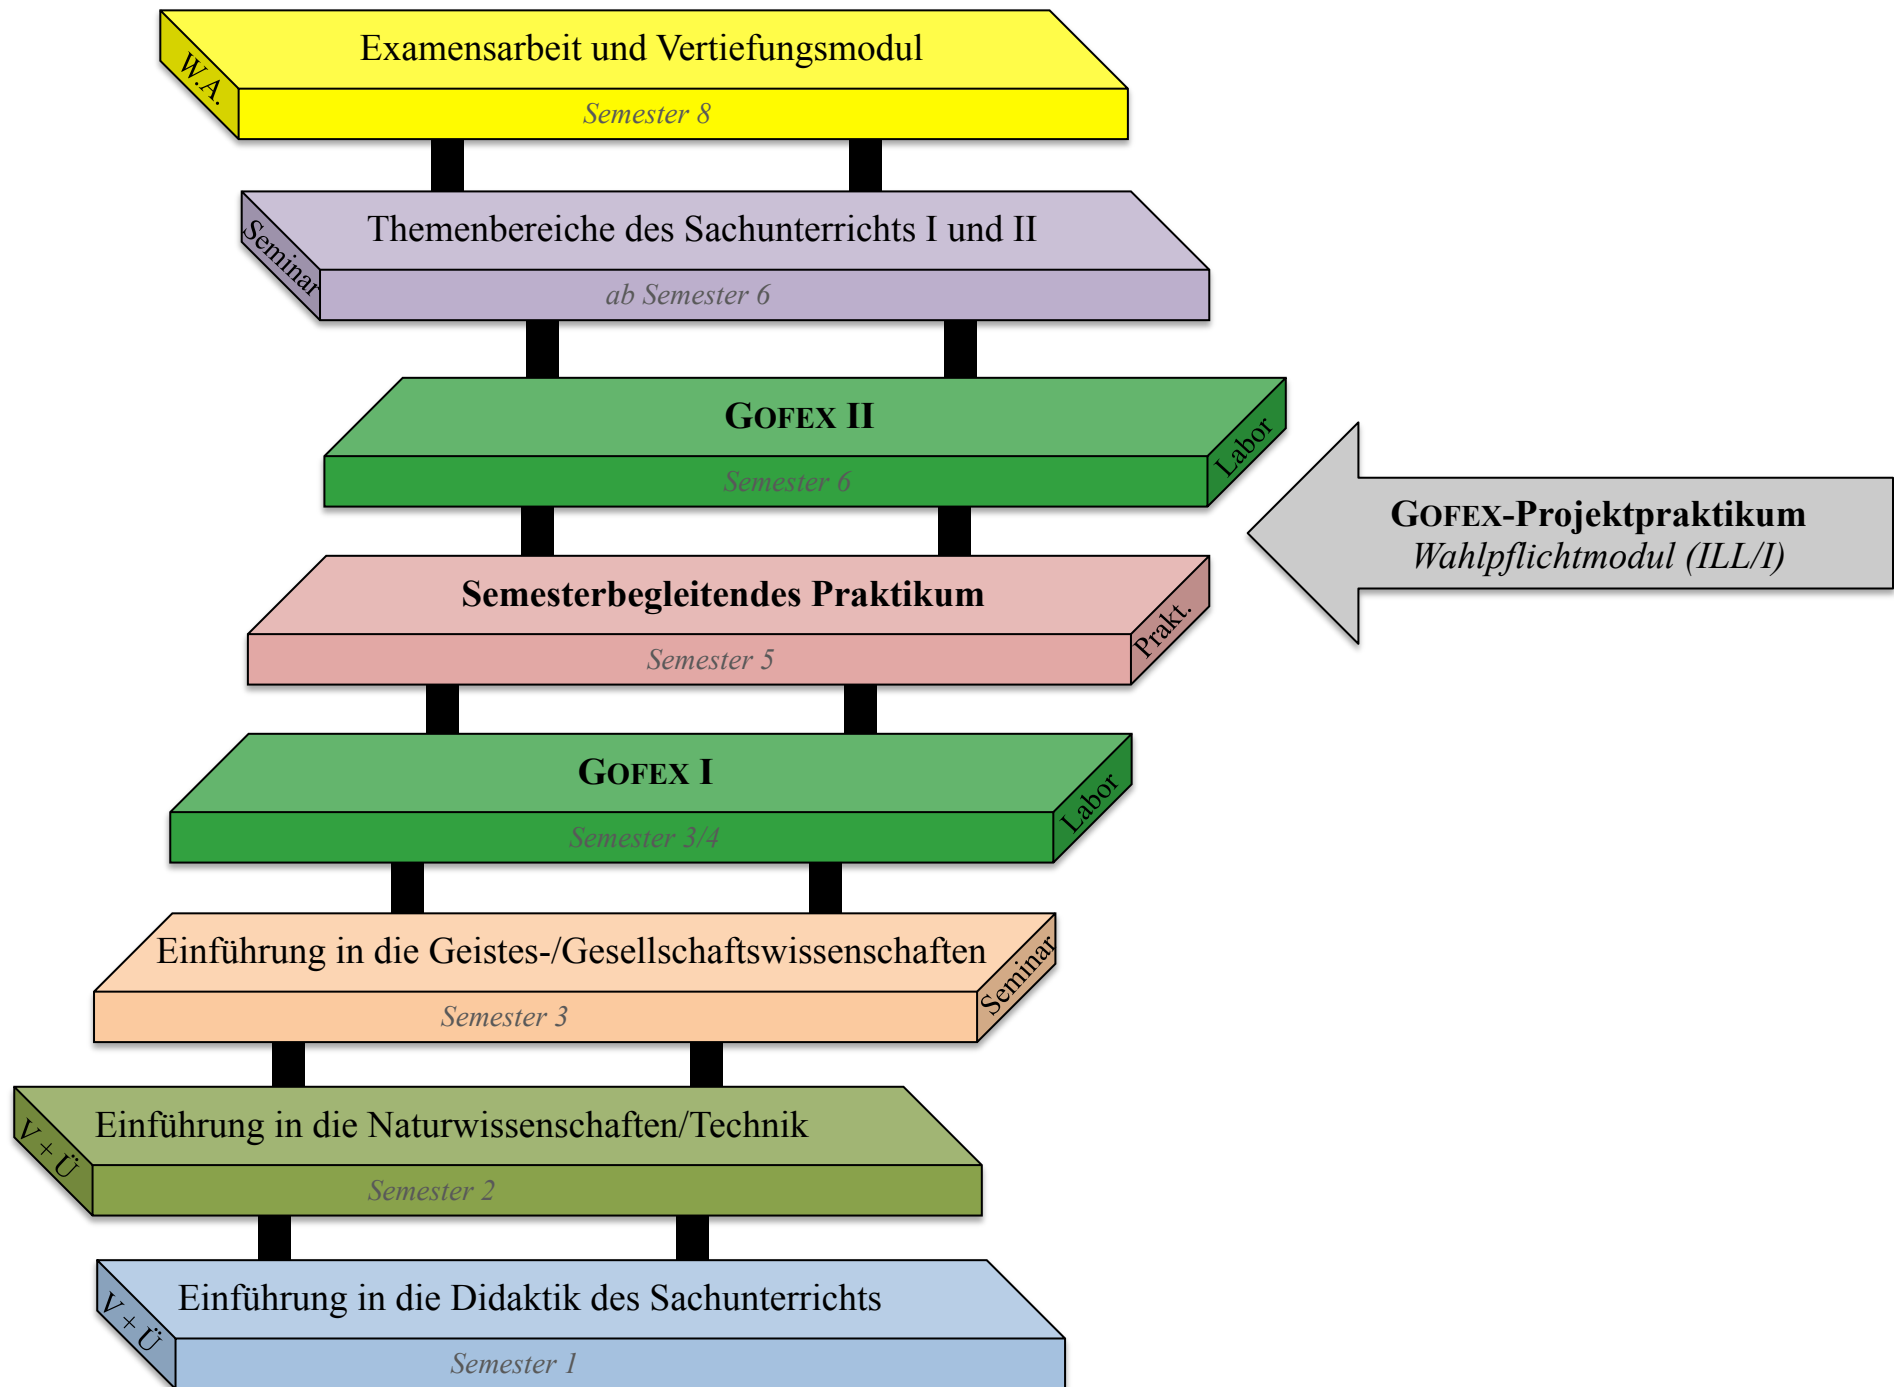 Examensarbeit und Vertiefungsmodul
W.A.
Semester 8
Themenbereiche des Sachunterrichts I und II
Seminar
ab Semester 6
GOFEX II
Labor
Semester 6
GOFEX-Projektpraktikum
Wahlpflichtmodul (ILL/I)
Semesterbegleitendes Praktikum
Prakt.
Semester 5
GOFEX I
Labor
Semester 3/4
Einführung in die Geistes-/Gesellschaftswissenschaften
Seminar
Semester 3
Einführung in die Naturwissenschaften/Technik
V + Ü
Semester 2
Einführung in die Didaktik des Sachunterrichts
V + Ü
Semester 1